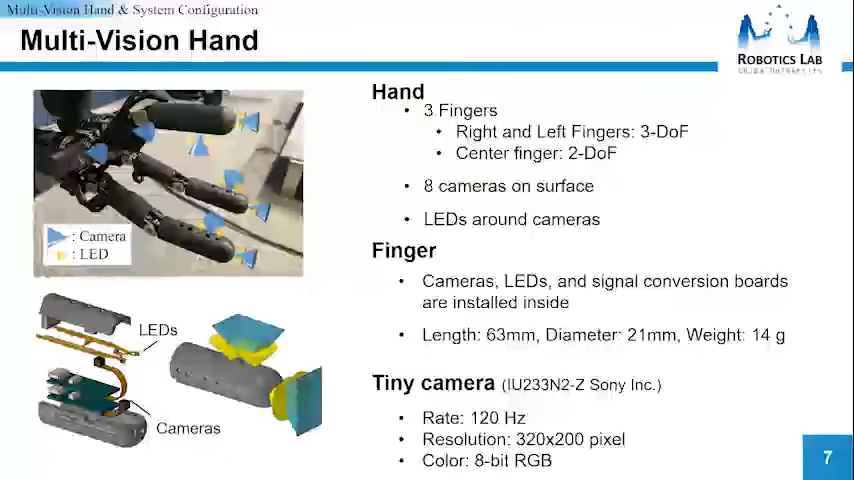 Multi-Vision Hand & System Configuration
Multi-Vision Hand
ROBOTICS LAB
Hand
• 3 Fingers
• Right and Left Fingers: 3-DoF
• Center finger: 2-DoF
• 8 cameras on surface
• LEDs around cameras
: Camera
: LED
Finger
• Cameras, LEDs, and signal conversion boards
are installed inside
• Length: 63mm, Diameter: 21mm, Weight: 14 g
LEDs
Cameras
Tiny camera (IU233N2-Z Sony Inc.)
• Rate: 120 Hz
• Resolution: 320x200 pixel
• Color: 8-bit RGB
7